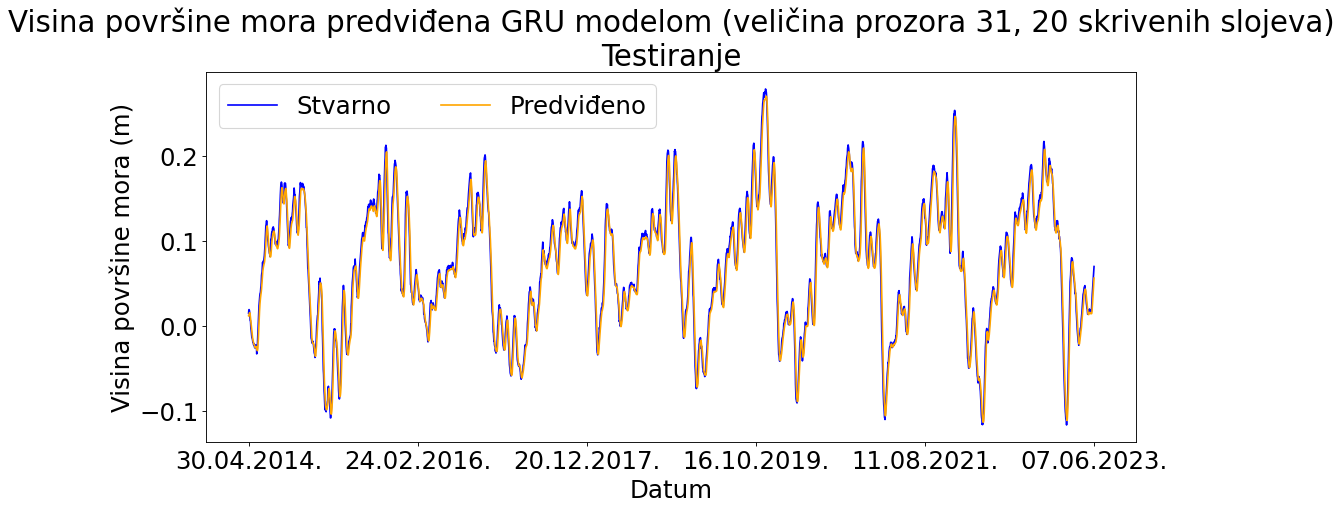 Visina površine mora predviđena GRU modelom (veličina prozora 31, 20 skrivenih slojeva)
Testiranje
Stvarno
Predviđeno
Visina površine mora (m)
0.2
0.1
0.0
−0.1
30.04.2014.
24.02.2016.
20.12.2017.
16.10.2019.
11.08.2021.
07.06.2023.
Datum